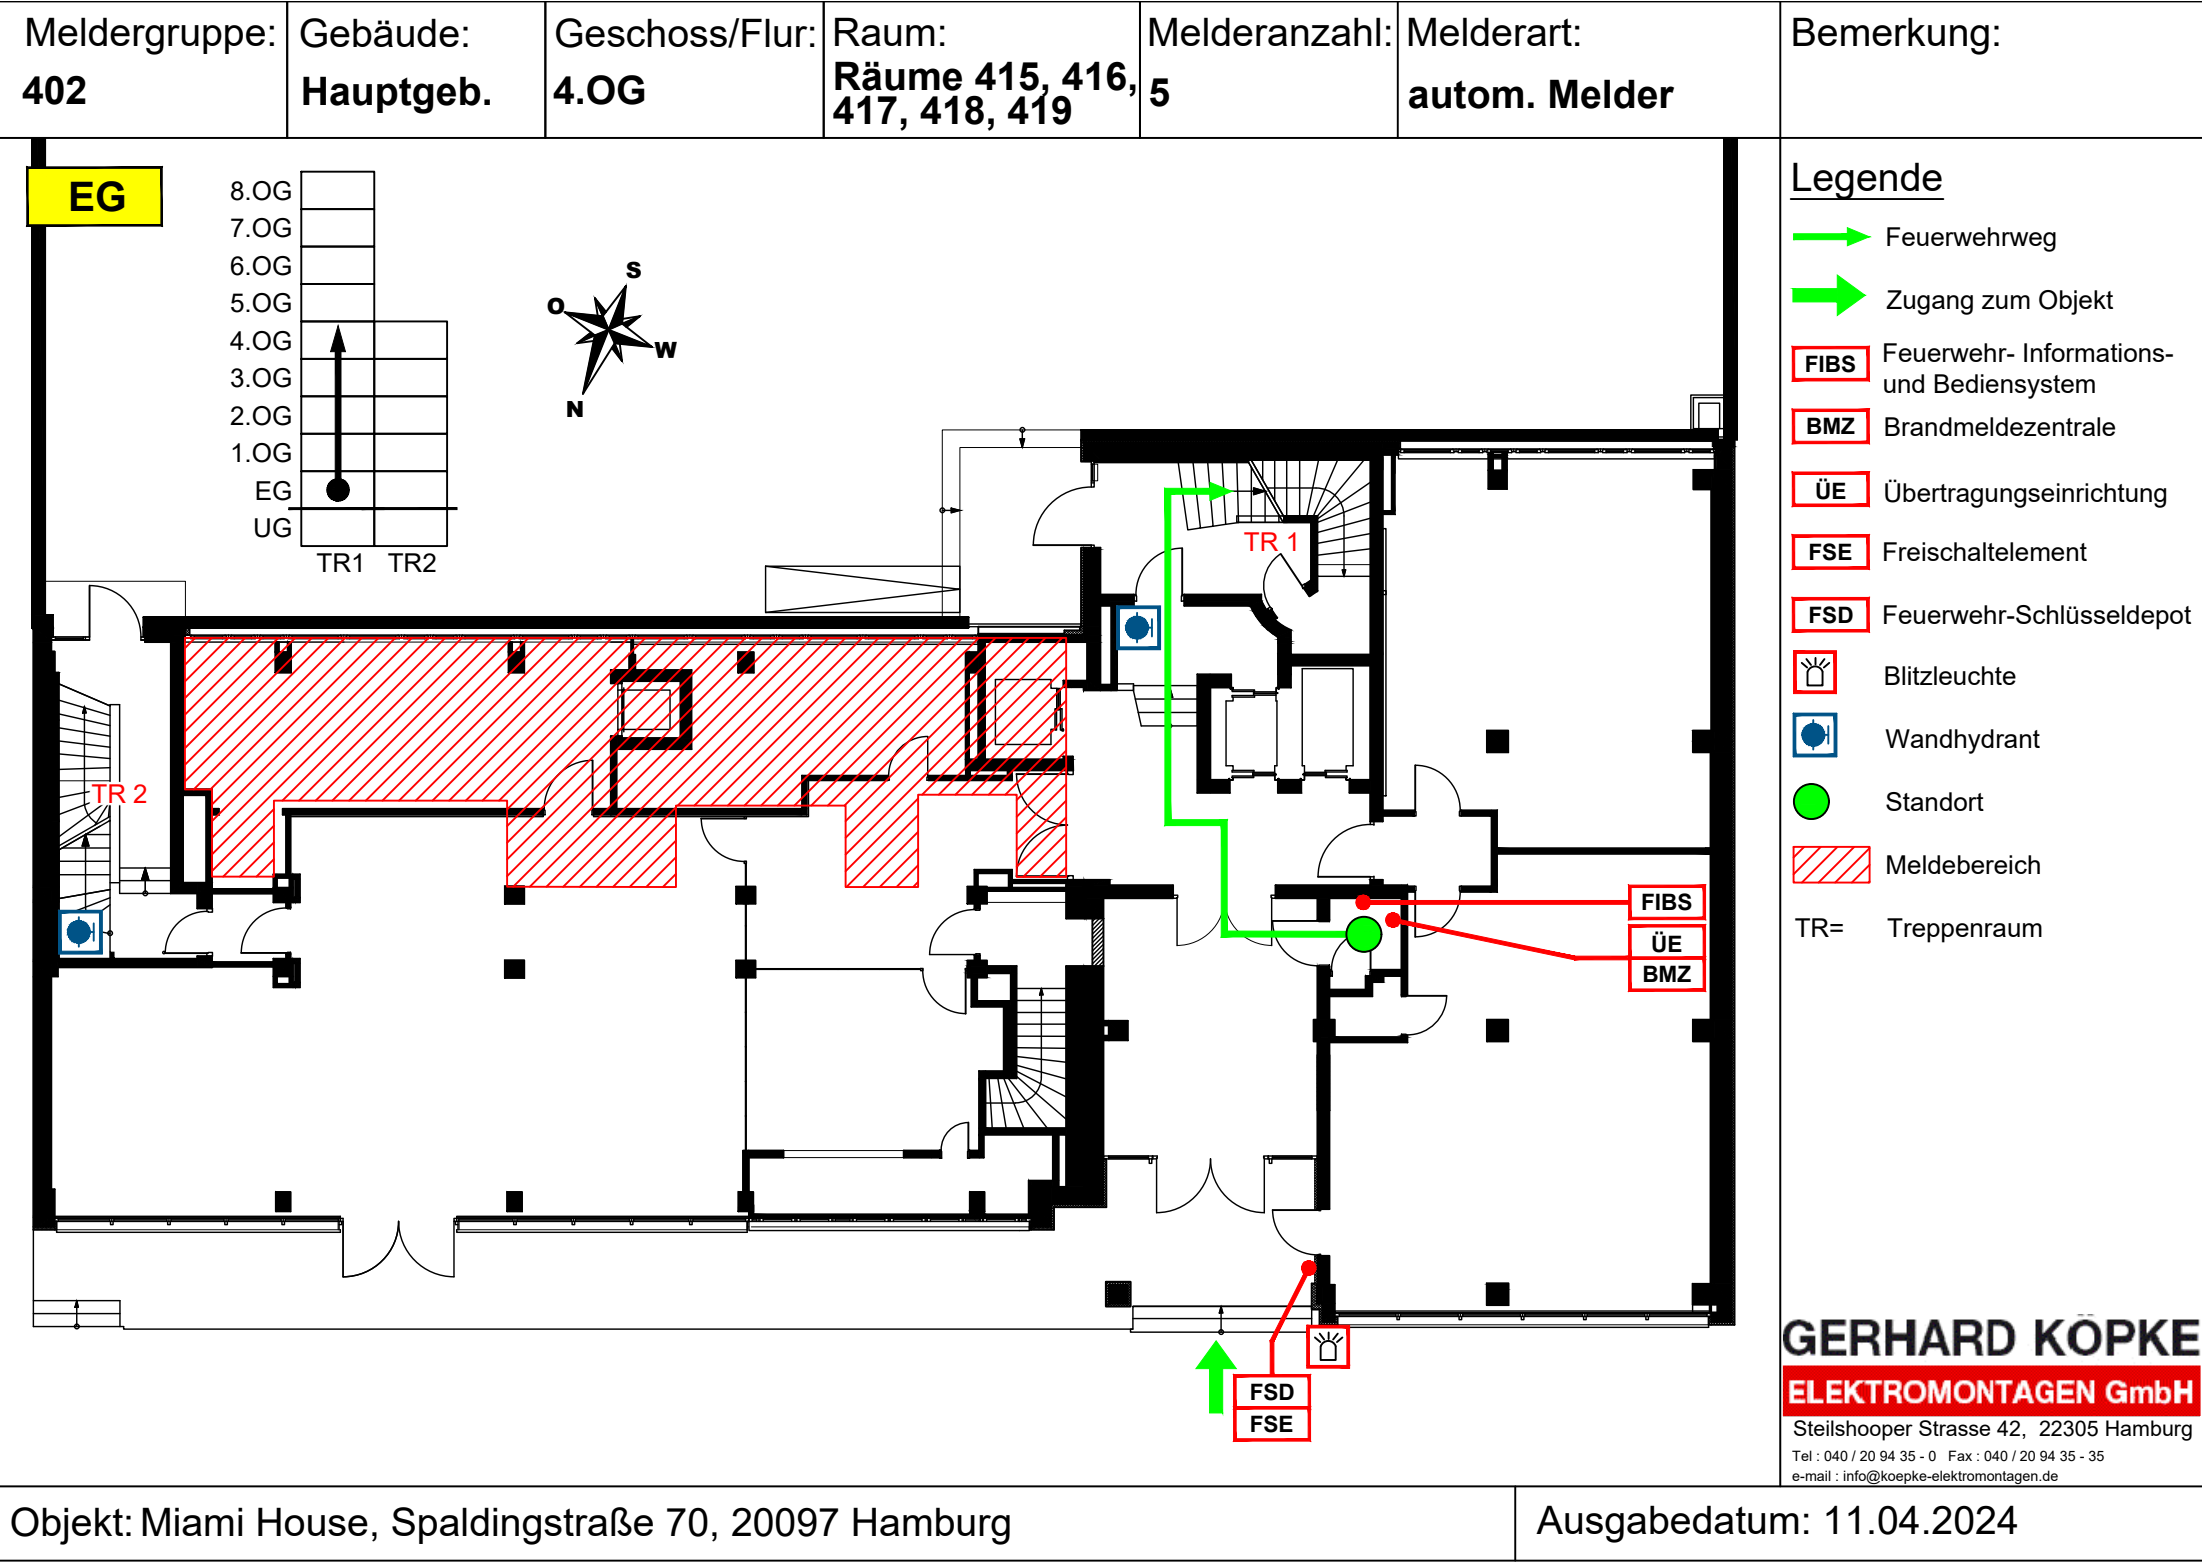 Meldergruppe:
402
Gebäude:
Hauptgeb.
Geschoss/Flur:
4.OG
Raum:
Räume 415, 416,
417, 418, 419
Melderanzahl:
5
Melderart:
autom. Melder
Bemerkung:
EG
8.OG
7.OG
6.OG
5.OG
4.OG
3.OG
2.OG
1.OG
EG
UG
TR1 TR2
S
O
W
N
TR 1
TR 2
FIBS
ÜE
BMZ
FSD
FSE
Legende
Feuerwehrweg
Zugang zum Objekt
FIBS Feuerwehr- Informations-
und Bediensystem
BMZ Brandmeldezentrale
ÜE Übertragungseinrichtung
FSE Freischaltelement
FSD Feuerwehr-Schlüsseldepot
Blitzleuchte
Wandhydrant
Standort
Meldebereich
TR= Treppenraum
GERHARD KÖPKE
ELEKTROMONTAGEN GmbH
Steilshooper Strasse 42, 22305 Hamburg
Tel : 040 / 20 94 35 - 0 Fax : 040 / 20 94 35 - 35
e-mail : info@koepke-elektromontagen.de
Objekt: Miami House, Spaldingstraße 70, 20097 Hamburg
Ausgabedatum: 11.04.2024